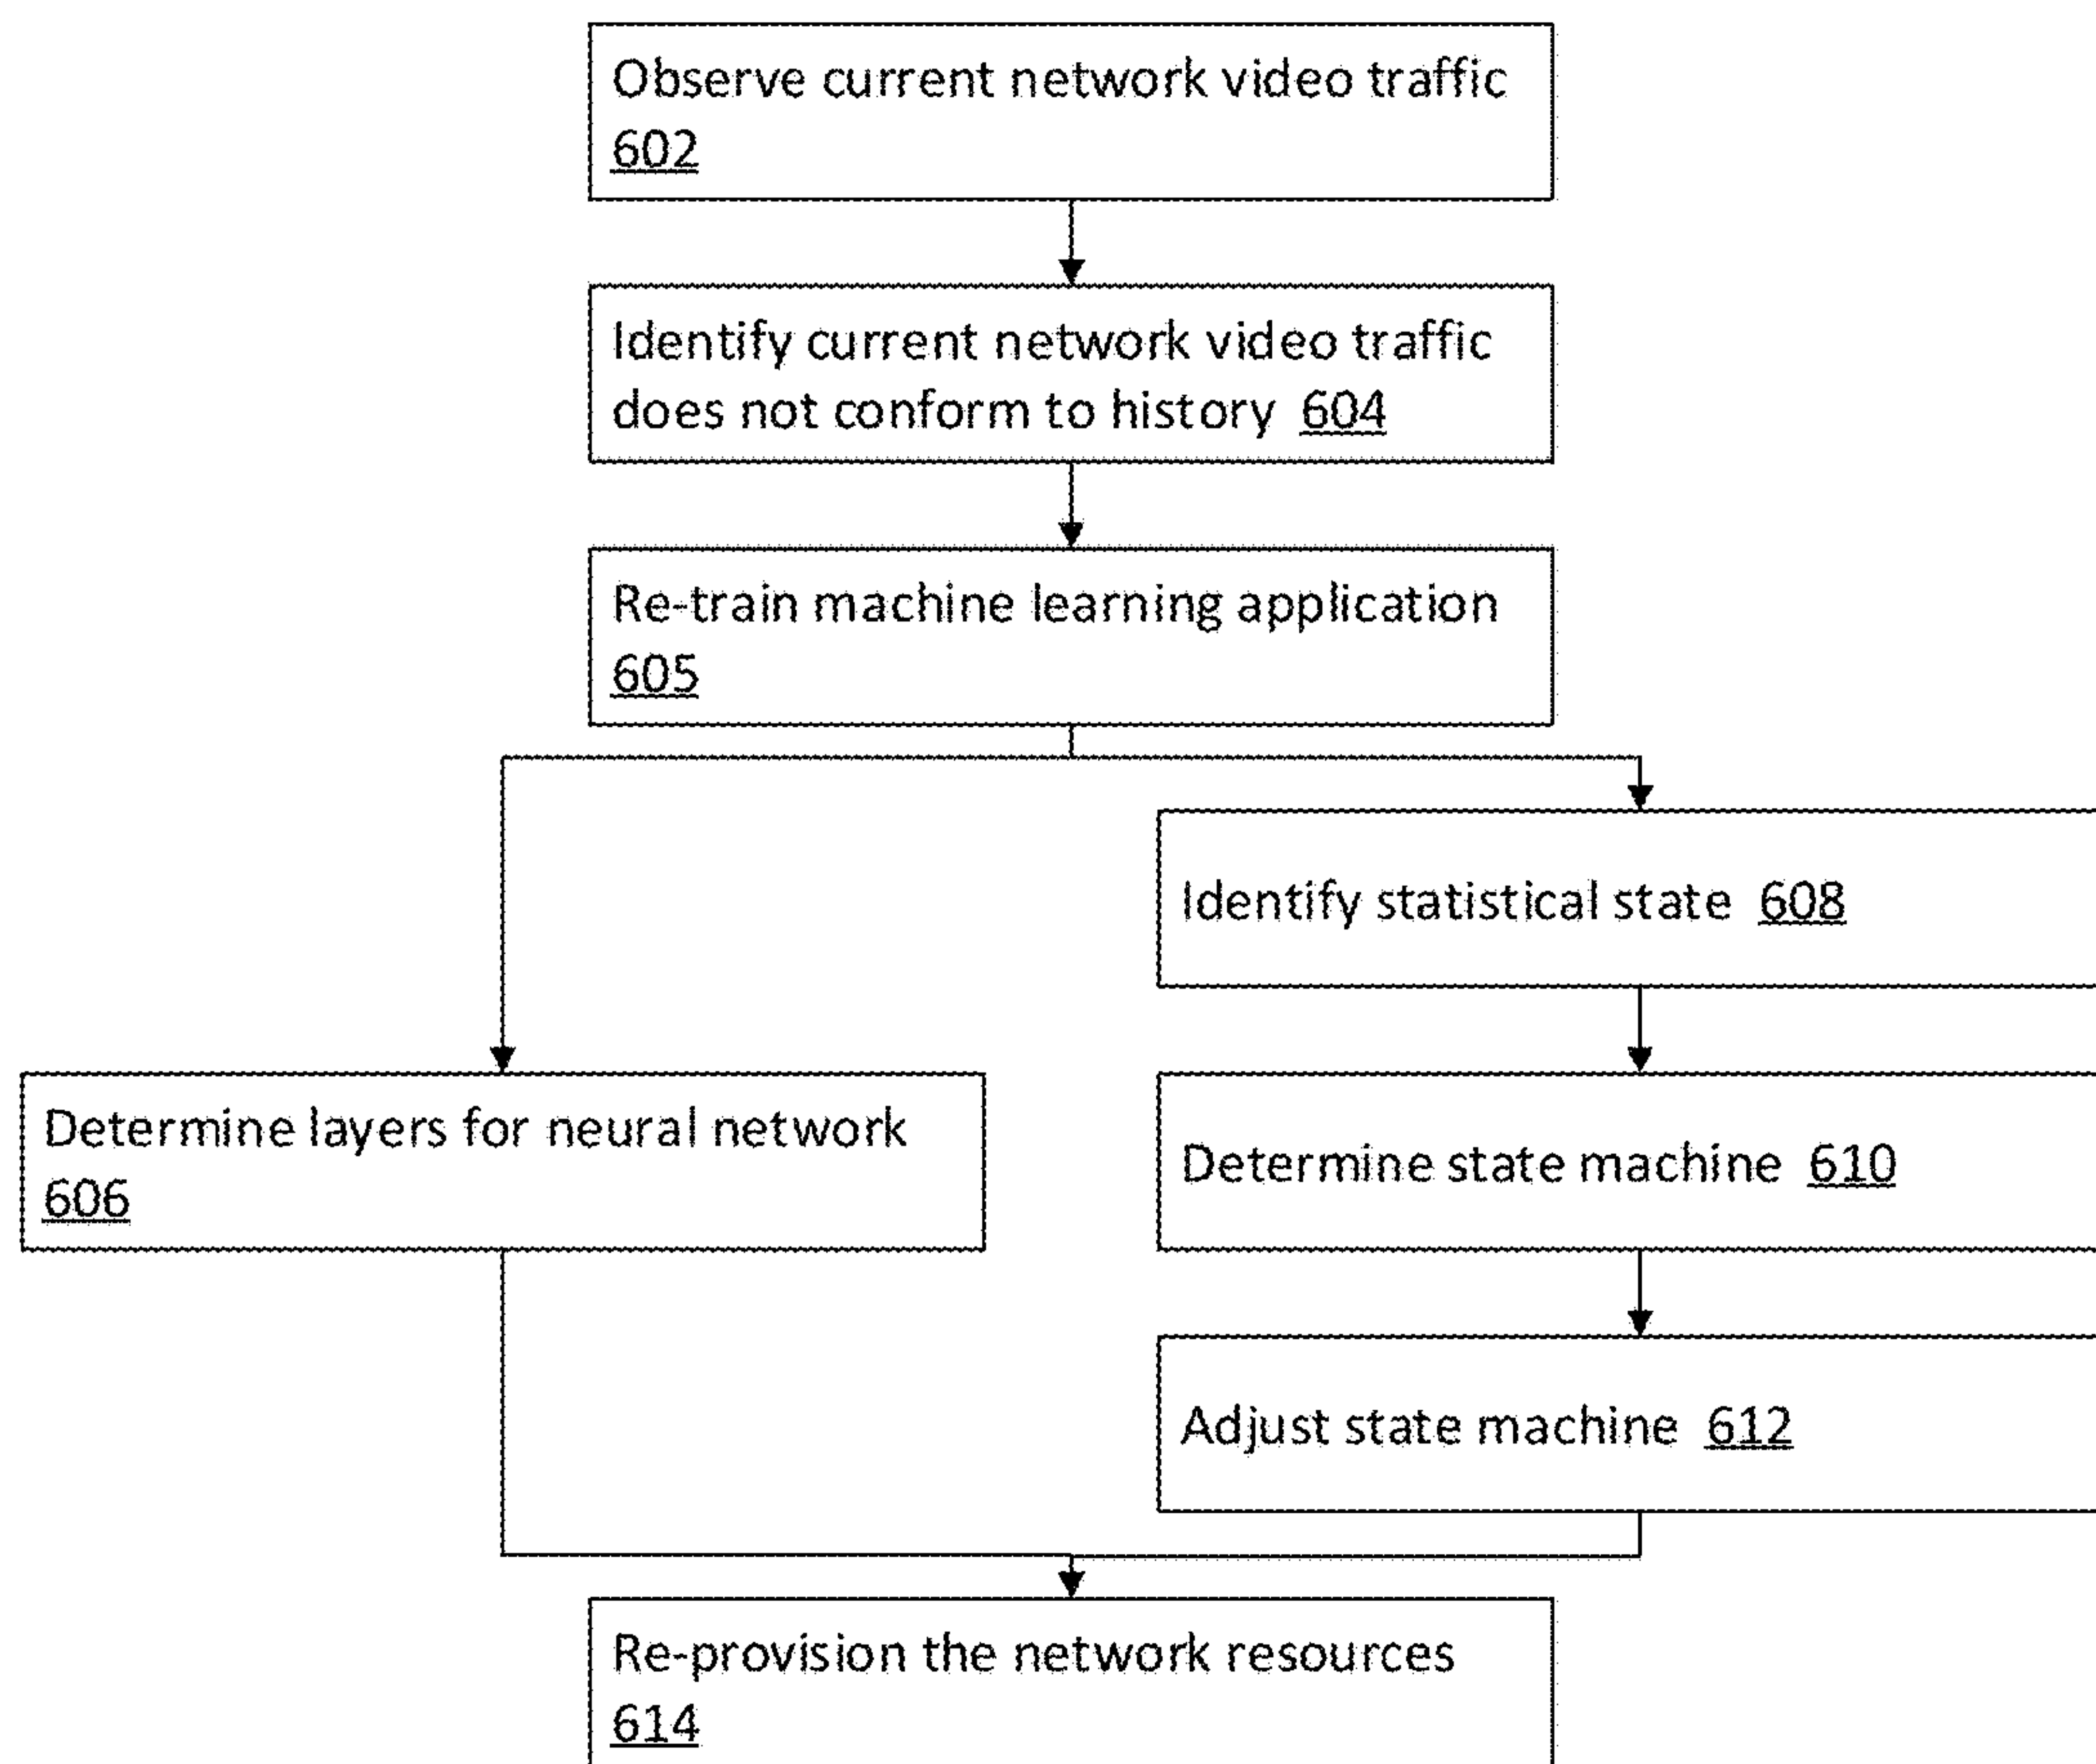 Observe current network video traffic
602
Identify current network video traffic
does not conform to history 604
Re-train machine learning application
605
Identify statistical state 608
Determine layers for neural network
606
Determine state machine 610
Adjust state machine 612
Re-provision the network resources
614